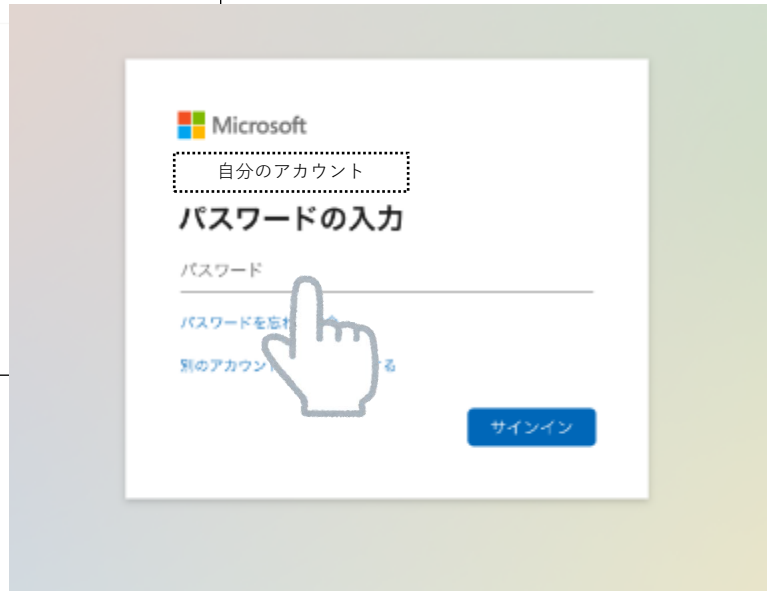 Microsoft
自分のアカウント
パスワードの入力
パスワード
パスワードを忘れ
別のアカウント る
サインイン